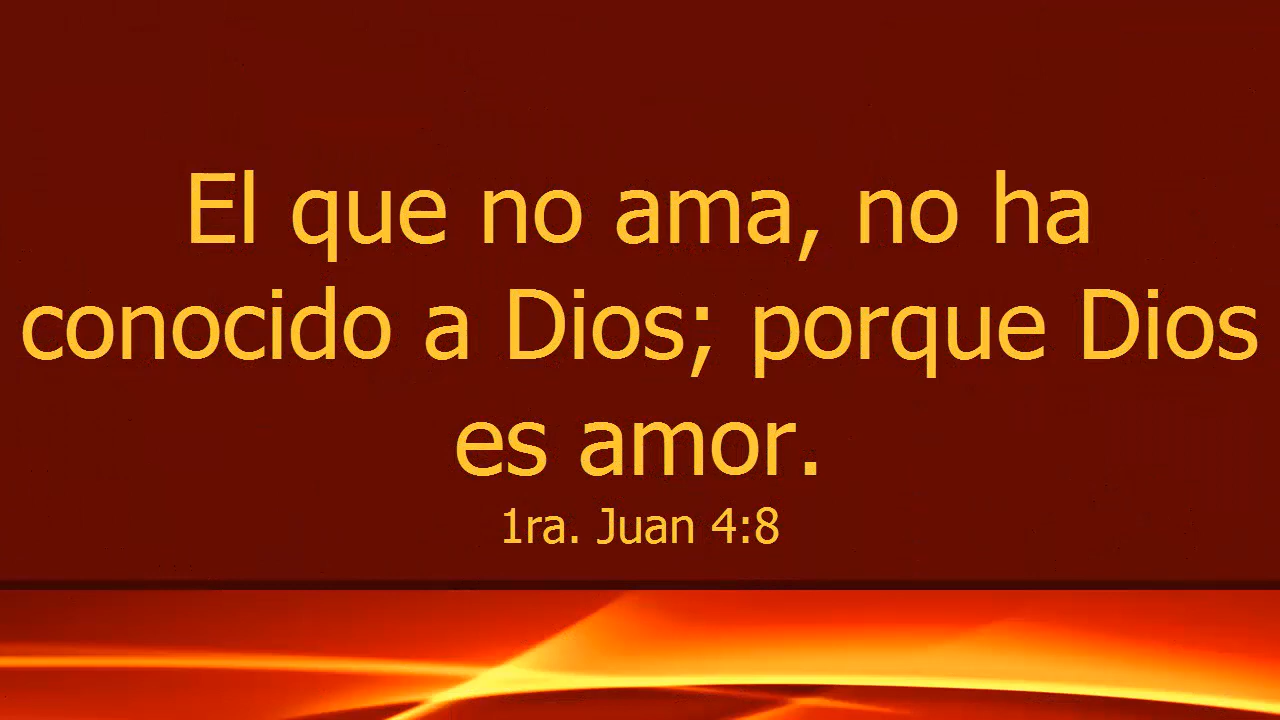 El que no ama, no ha
conocido a Dios; porque Dios
es amor.
1ra. Juan 4:8